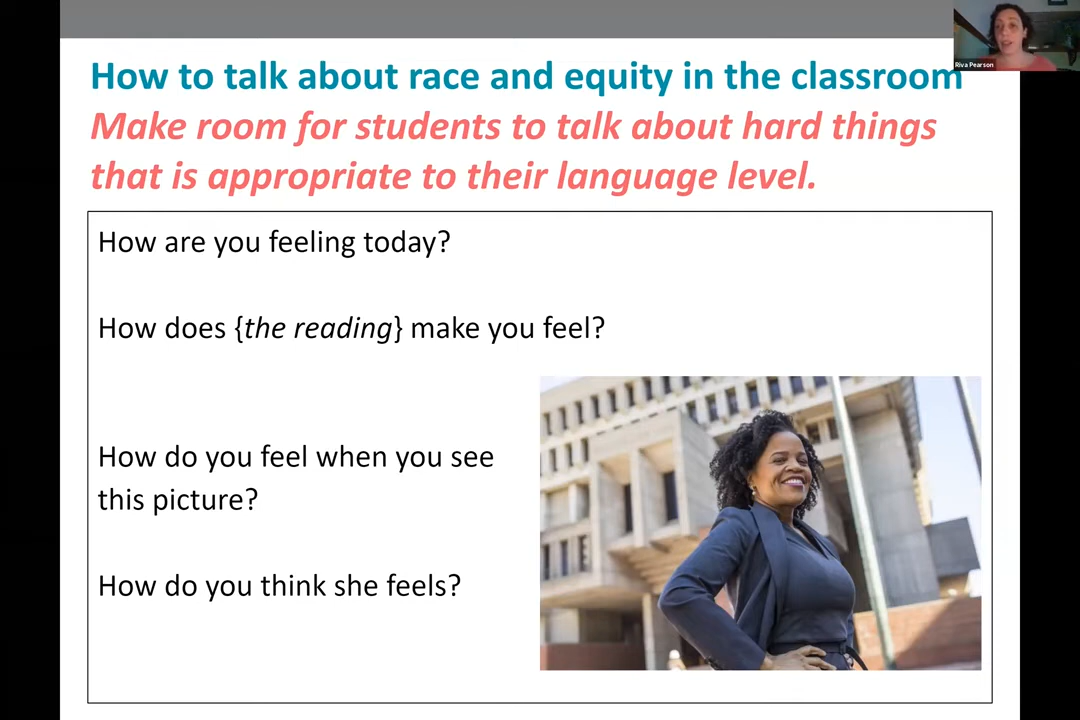 Riva Pearson
How to talk about race and equity in the classroom
Make room for students to talk about hard things
that is appropriate to their language level.
How are you feeling today?
How does {the reading} make you feel?
How do you feel when you see
this picture?
How do you think she feels?